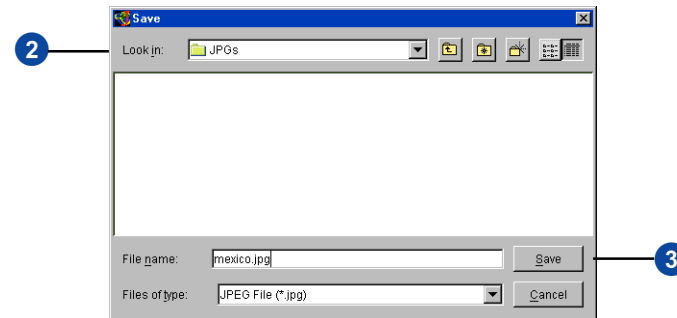 Save
2
Look in: JPGs
File name: mexico.jpg Save
3
Files of type: JPEG File (*.jpg) Cancel